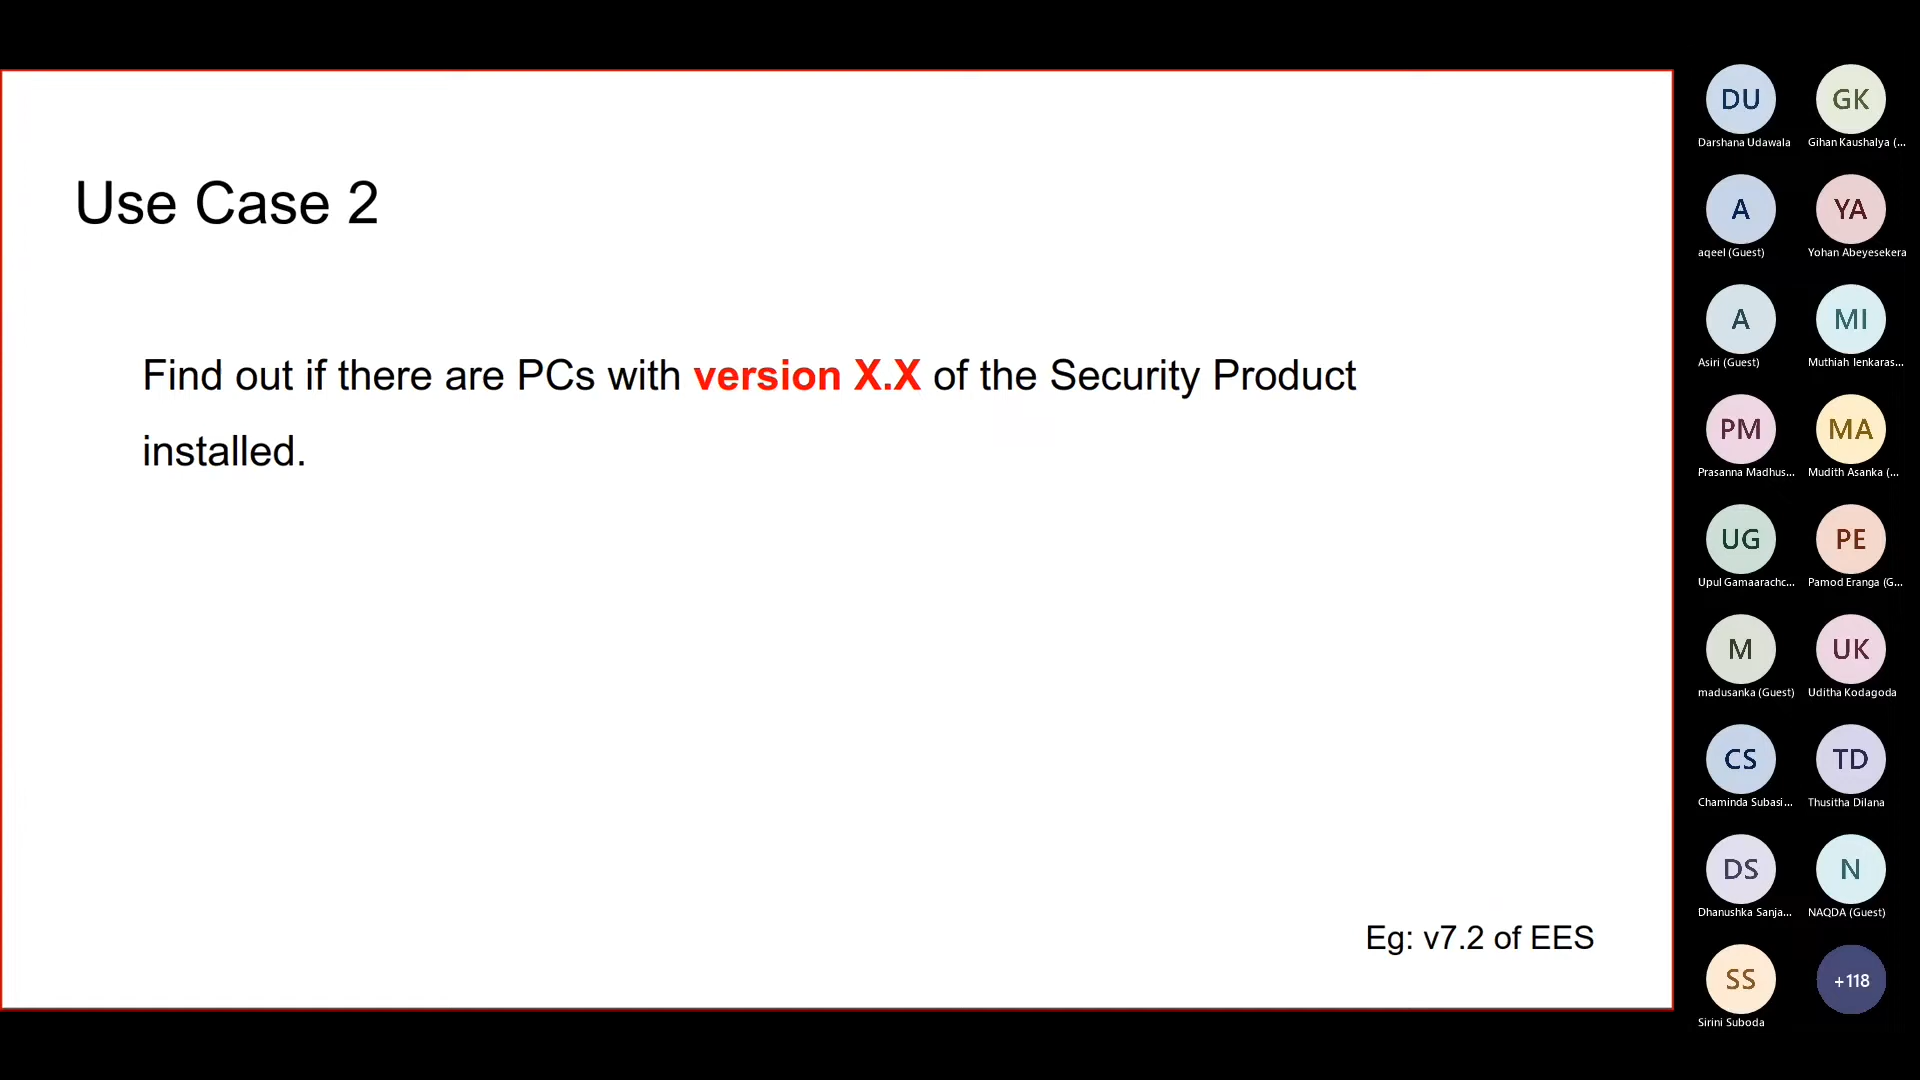 Use Case 2
Find out if there are PCs with version X.X of the Security Product
installed.
Eg: v7.2 of EES
DU
Darshana Udawala
GK
Gihan Kaushalya (...
A
aqeel (Guest)
YA
Yohan Abeyesekera
A
Asiri (Guest)
MI
Muthiah Ienkaras...
PM
Prasanna Madhus...
MA
Mudith Asanka (...
UG
Upul Gamaarachc...
PE
Pamod Eranga (G...
M
madusanka (Guest)
UK
Uditha Kodagoda
CS
Chaminda Subasi...
TD
Thusitha Dilana
DS
Dhanushka Sanja...
N
NAQDA (Guest)
SS
Sirini Suboda
+118